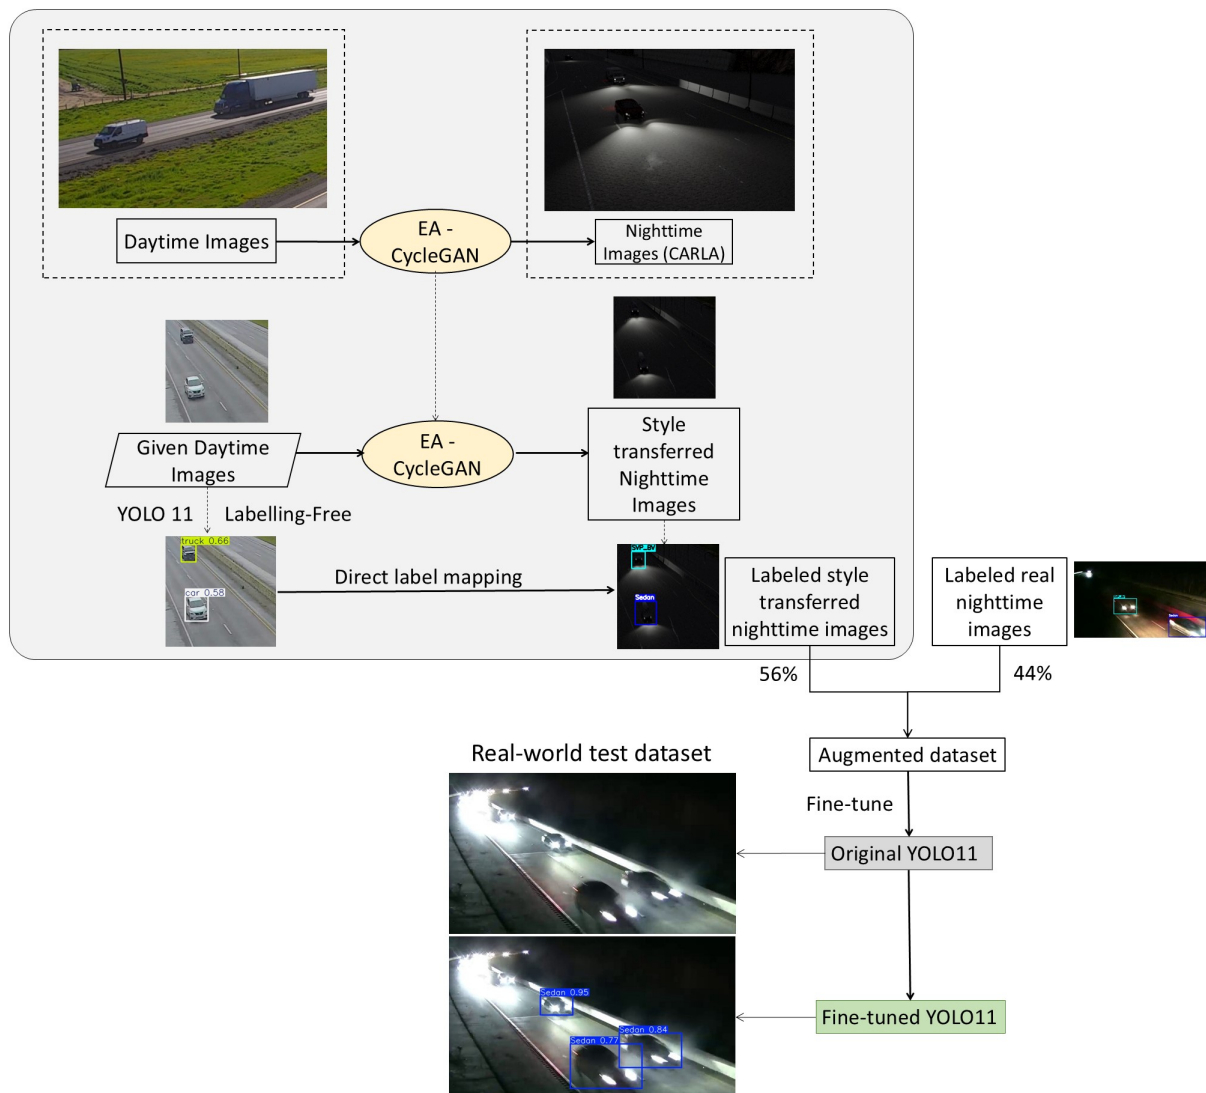 Daytime Images
EA -
CycleGAN
Nighttime
Images (CARLA)
Given Daytime
Images
EA -
CycleGAN
Style
transferred
Nighttime
Images
YOLO 11
Labelling-Free
truck 0.66
car 0.58
Direct label mapping
Sedan
Labeled style
transferred
nighttime images
Labeled real
nighttime
images
56%
44%
Augmented dataset
Real-world test dataset
Fine-tune
Original YOLO11
Sedan 0.95
Sedan 0.84
Sedan 0.77
Fine-tuned YOLO11